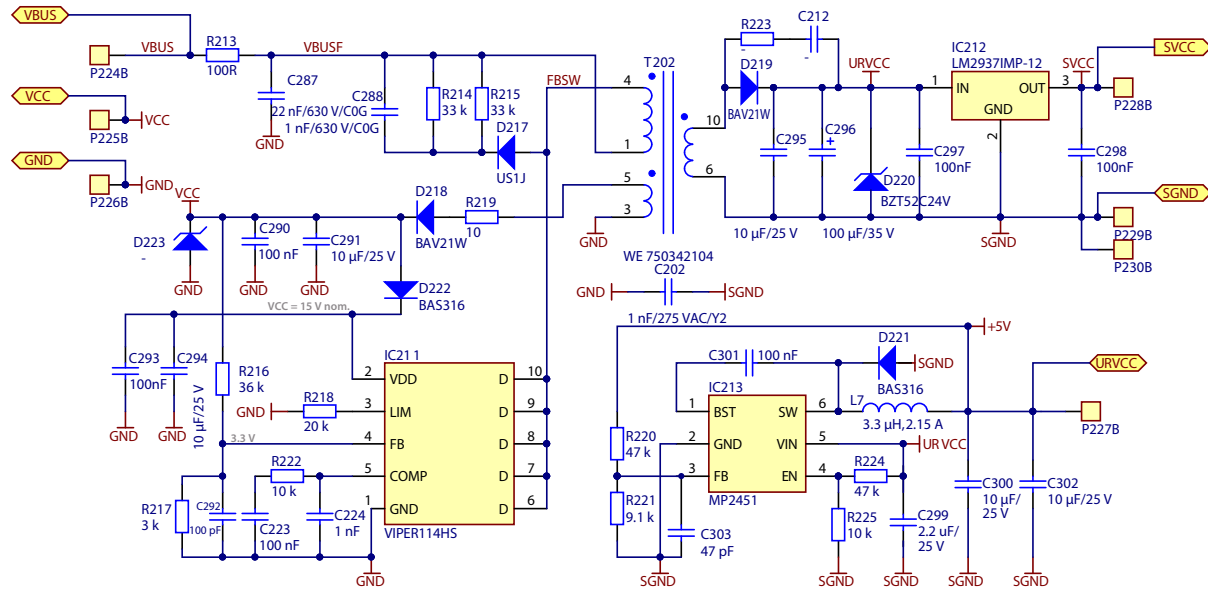 VBUS
VBUS
P224B
R213
100R
VBUSF
C287
22 nF/630 V/C0G
GND
C288
1 nF/630 V/C0G
R214
33 k
R215
33 k
D217
US1J
FBSW
T202
4
1
5
3
10
6
GND
WE 750342104
R223
-
C212
-
D219
BAV21W
URVCC
C295
10 µF/25 V
C296
+
100 µF/35 V
D220
BZT52C24V
C297
100nF
IC212
LM2937IMP-12
1
IN
OUT
3
GND
2
SVCC
SVCC
P228B
C298
100nF
SGND
SGND
P229B
P230B
VCC
VCC
P225B
GND
GND
P226B
VCC
D223
-
GND
C290
100 nF
GND
C291
10 µF/25 V
GND
D218
BAV21W
R219
10
D222
BAS316
VCC = 15 V nom.
C293
100nF
GND
C294
10 µF/25 V
GND
R216
36 k
3.3 V
GND
R218
20 k
IC21 1
2
VDD
3
LIM
4
FB
5
COMP
1
GND
D
10
D
9
D
8
D
7
D
6
VIPER114HS
R217
3 k
C292
100 pF
R222
10 k
C223
100 nF
C224
1 nF
GND
C202
GND
SGND
1 nF/275 VAC/Y2
+5V
C301
100 nF
D221
SGND
BAS316
IC213
1
BST
2
GND
3
FB
SW
6
VIN
5
EN
4
MP2451
L7
3.3 µH,2.15 A
UR VCC
URVCC
P227B
R220
47 k
R221
9.1 k
C303
47 pF
SGND
R224
47 k
R225
10 k
SGND
C299
2.2 uF/
25 V
SGND
C300
10 µF/
25 V
SGND
C302
10 µF/25 V
SGND